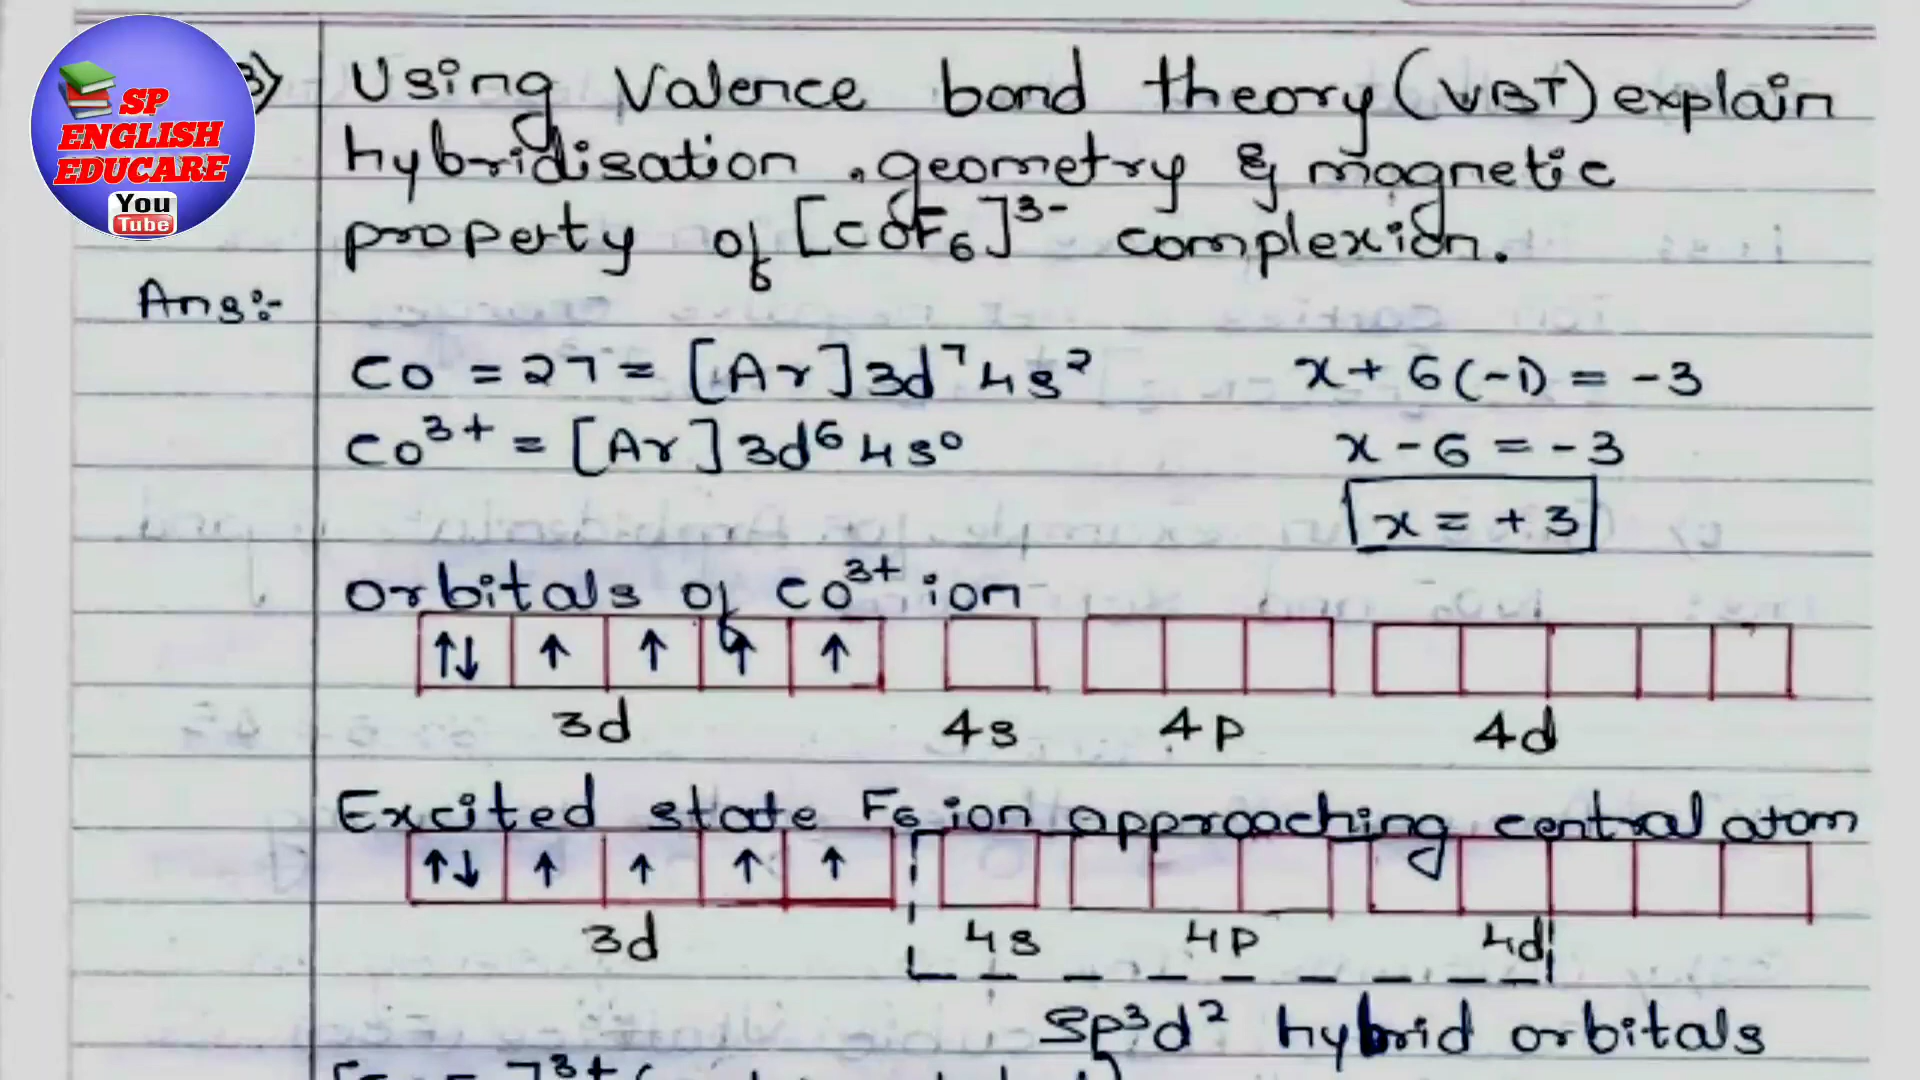 SP
ENGLISH
EDUCARE
You
Tube
3) Using Valence bond theory (VBT) explain
hybridisation, geometry & magnetic
property of [CoF₆]³⁻ complexion.
Ans:-
Co = 27 = [Ar] 3d⁷ 4s²
x + 6(-1) = -3
Co³⁺ = [Ar] 3d⁶ 4s⁰
x - 6 = -3
x = +3
Orbitals of Co³⁺ ion
↑↓ ↑ ↑ ↑ ↑
3d 4s 4p 4d
Excited state F₆ ion approaching central atom
↑↓ ↑ ↑ ↑ ↑
3d 4s 4p 4d
Sp³d² hybrid orbitals